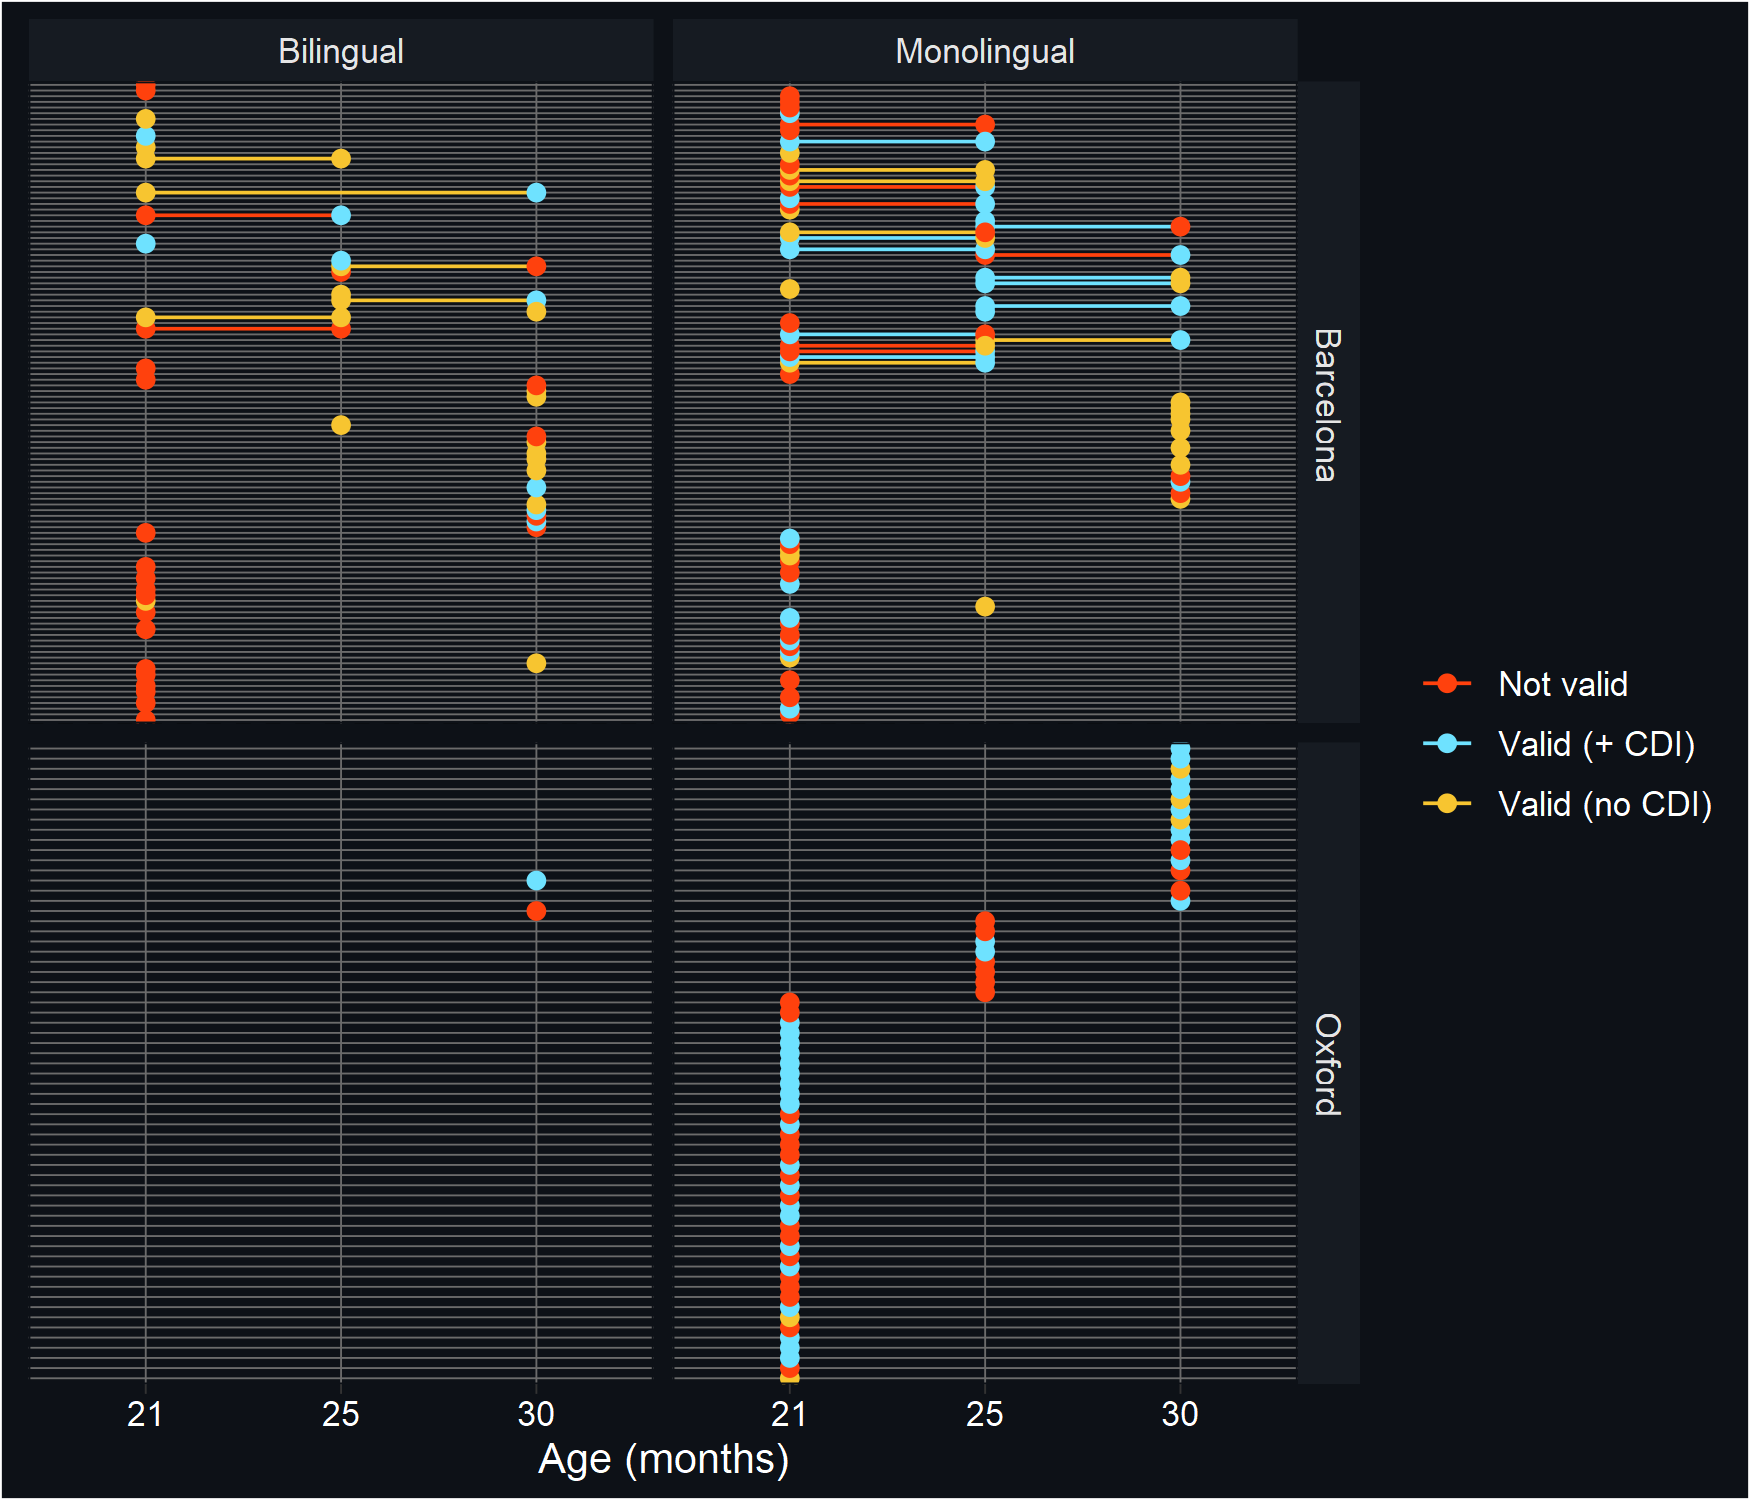 Bilingual
Monolingual
Barcelona
Oxford
Not valid
Valid (+ CDI)
Valid (no CDI)
21 25 30
21 25 30
Age (months)